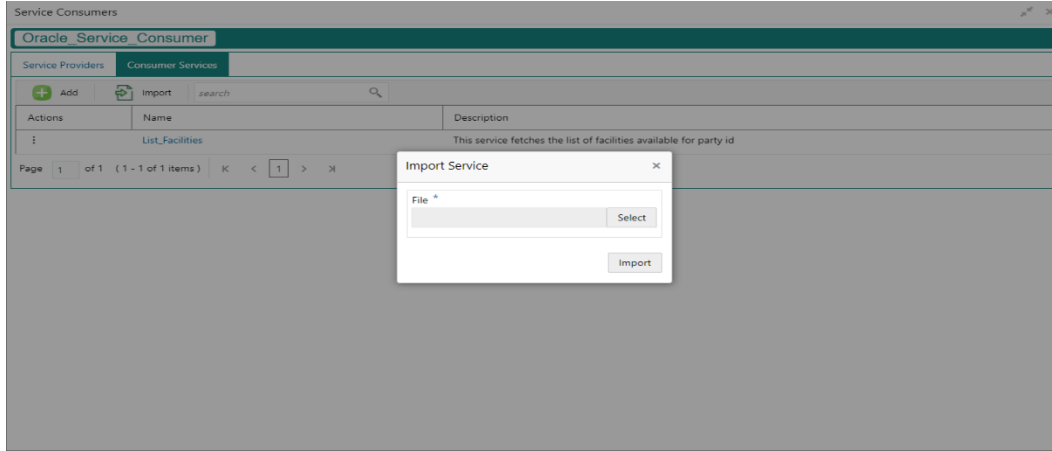 Service Consumers
Oracle_Service_Consumer
Service Providers Consumer Services
Add Import search
Actions Name Description
List_Facilities This service fetches the list of facilities available for party id
Page 1 of 1 ( 1 - 1 of 1 items ) K < 1 > >|
Import Service ×
File *
Select
Import